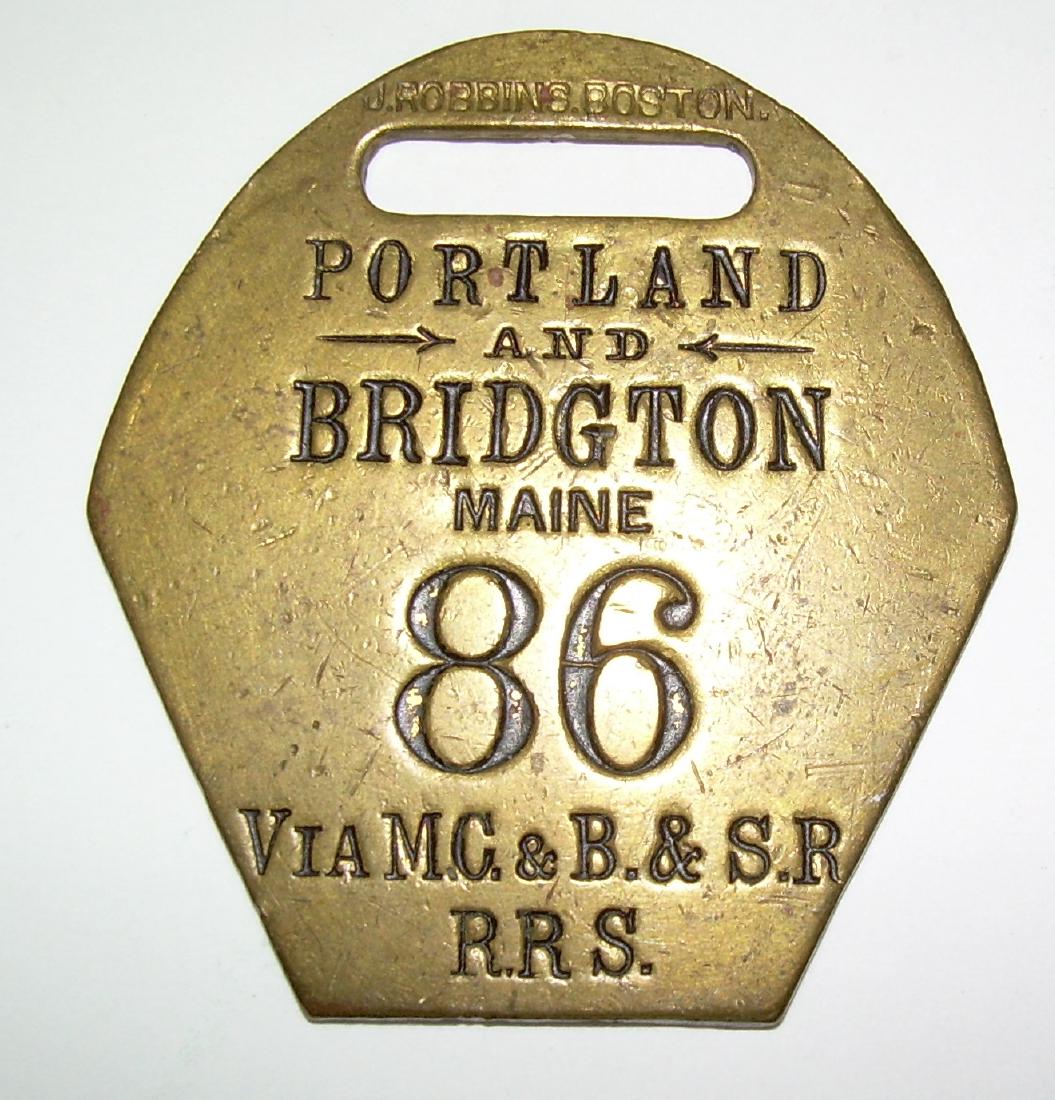 J.ROBBINS.BOSTON.
PORTLAND
AND
BRIDGTON
MAINE
86
VIA M.C. & B. & S.R
R.R S.